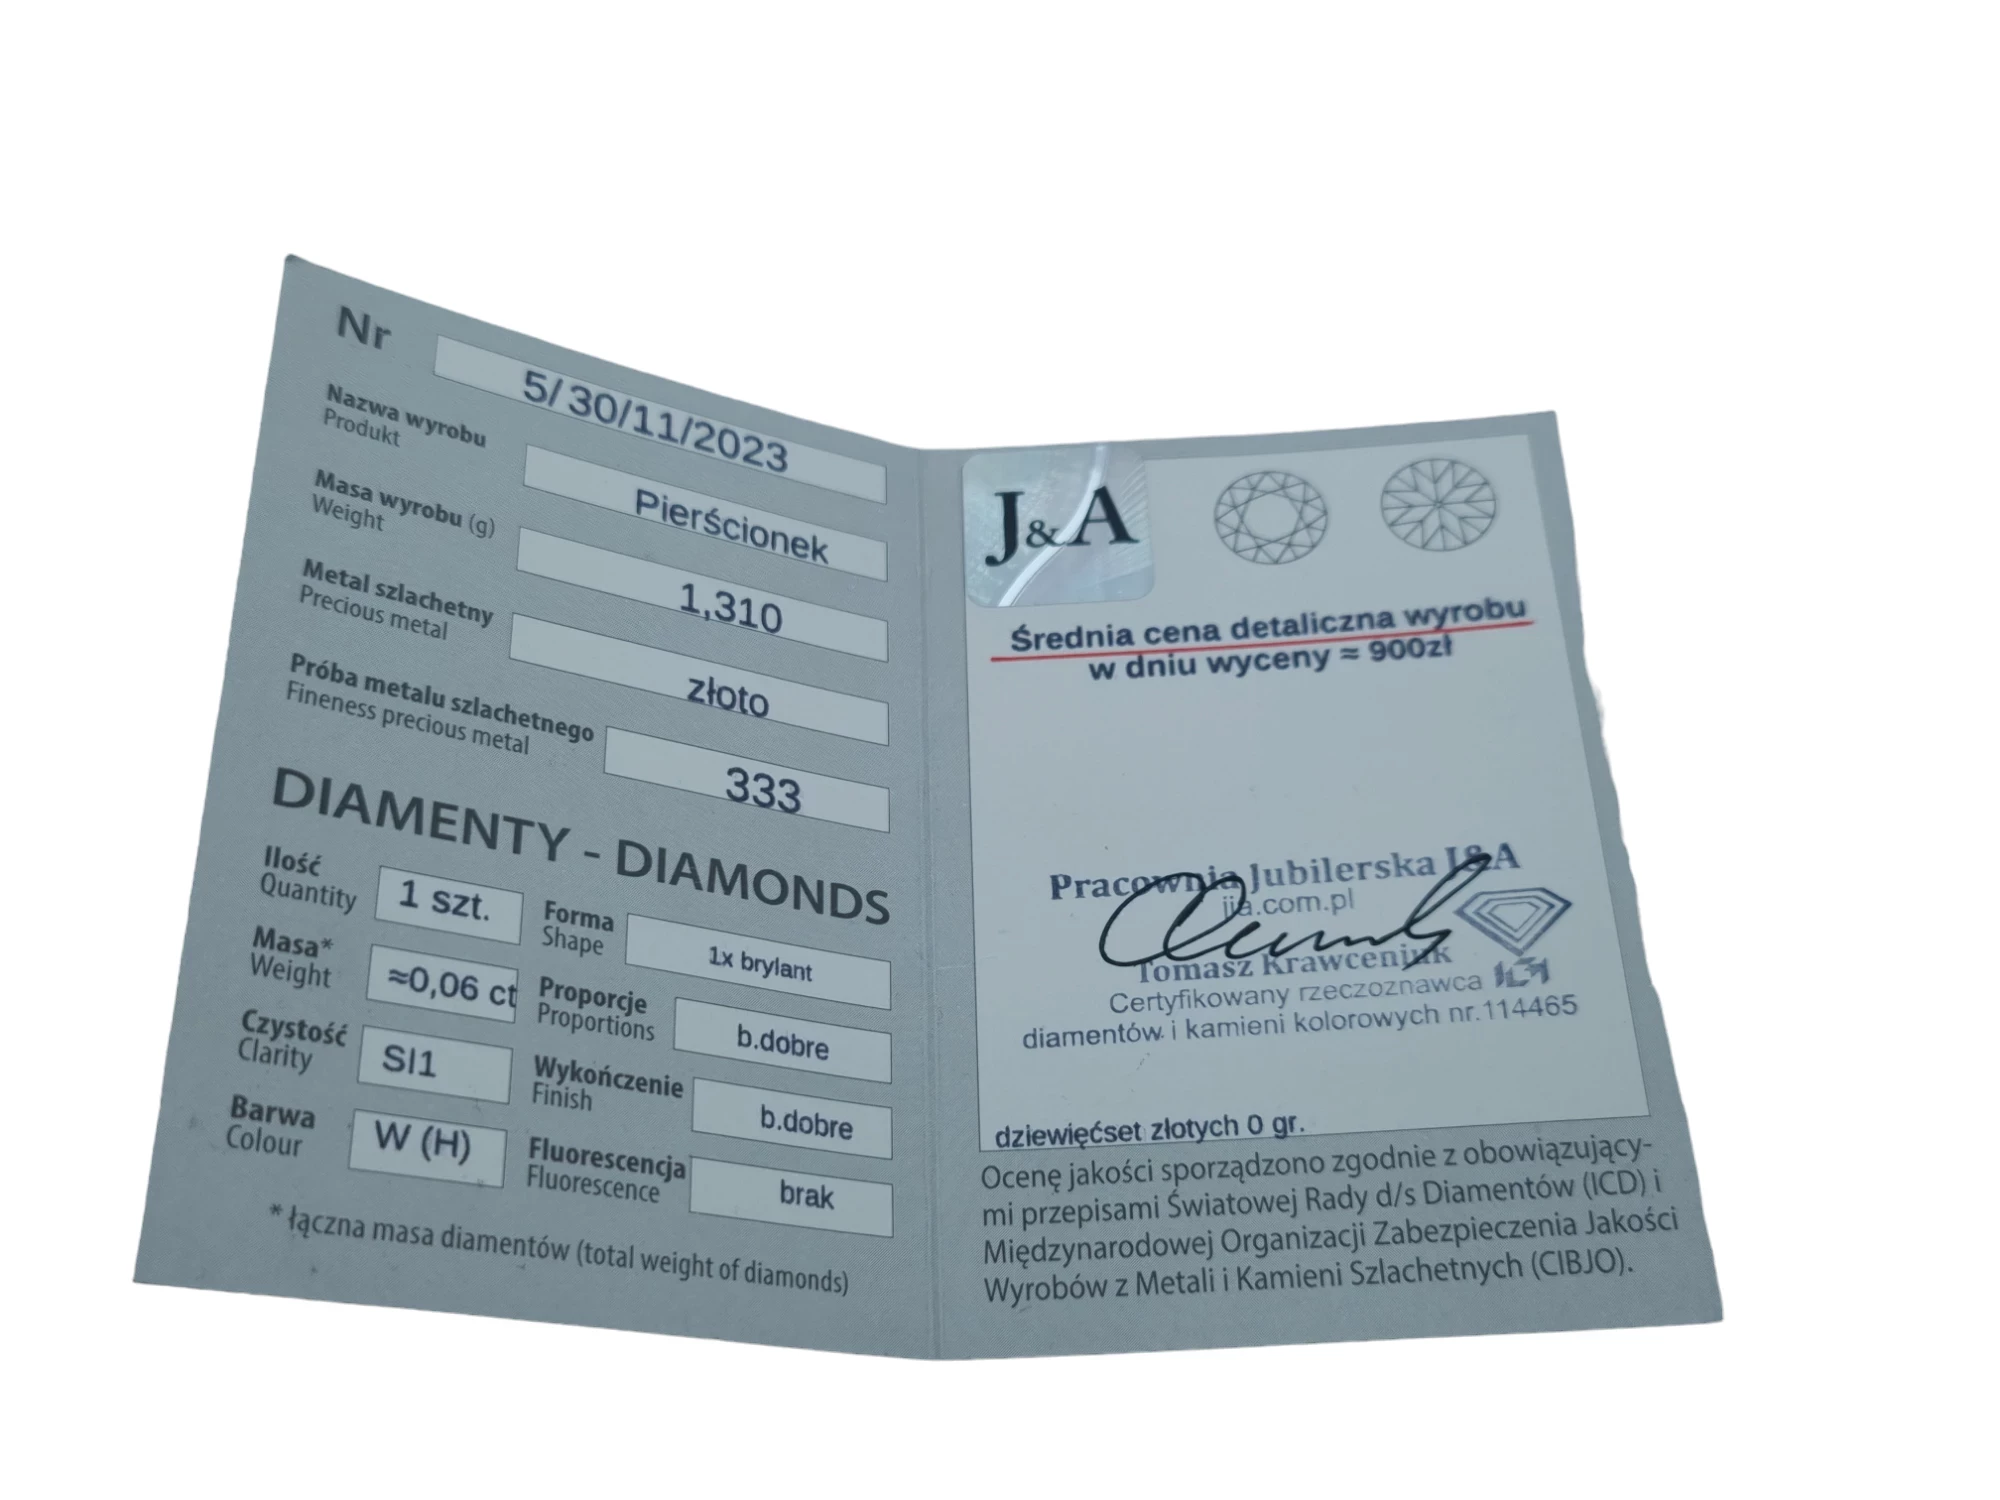 Nr 5/30/11/2023
Nazwa wyrobu
Produkt
Pierścionek
Masa wyrobu (g)
Weight
1,310
Metal szlachetny
Precious metal
złoto
Próba metalu szlachetnego
Fineness precious metal
333
DIAMENTY - DIAMONDS
Ilość
Quantity
1 szt.
Forma
Shape
1x brylant
Masa*
Weight
≈0,06 ct
Proporcje
Proportions
b.dobre
Czystość
Clarity
SI1
Wykończenie
Finish
b.dobre
Barwa
Colour
W (H)
Fluorescencja
Fluorescence
brak
* łączna masa diamentów (total weight of diamonds)
J&A
Średnia cena detaliczna wyrobu
w dniu wyceny ≈ 900zł
Pracownia Jubilerska J&A
jja.com.pl
Tomasz Krawceniuk
Certyfikowany rzeczoznawca
diamentów i kamieni kolorowych nr.114465
dziewięćset złotych 0 gr.
Ocenę jakości sporządzono zgodnie z obowiązujący-
mi przepisami Światowej Rady d/s Diamentów (ICD) i
Międzynarodowej Organizacji Zabezpieczenia Jakości
Wyrobów z Metali i Kamieni Szlachetnych (CIBJO).